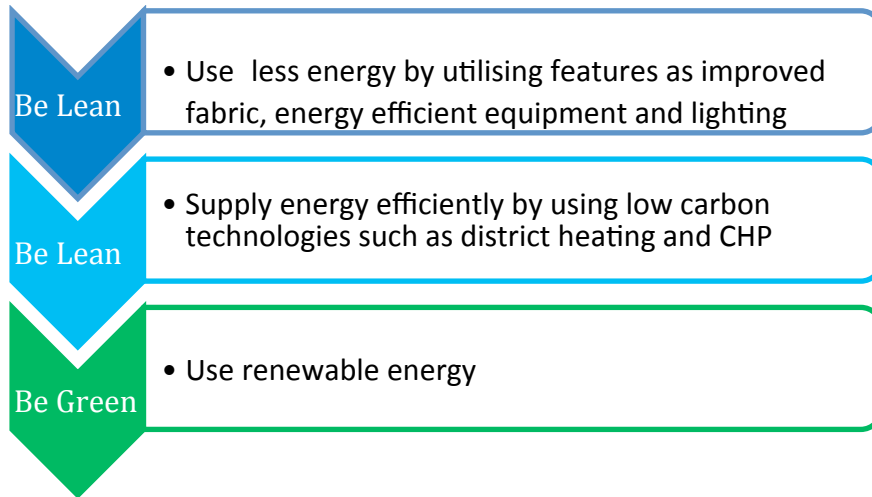 Be Lean
• Use less energy by utilising features as improved
fabric, energy efficient equipment and lighting
Be Lean
• Supply energy efficiently by using low carbon
technologies such as district heating and CHP
Be Green
• Use renewable energy